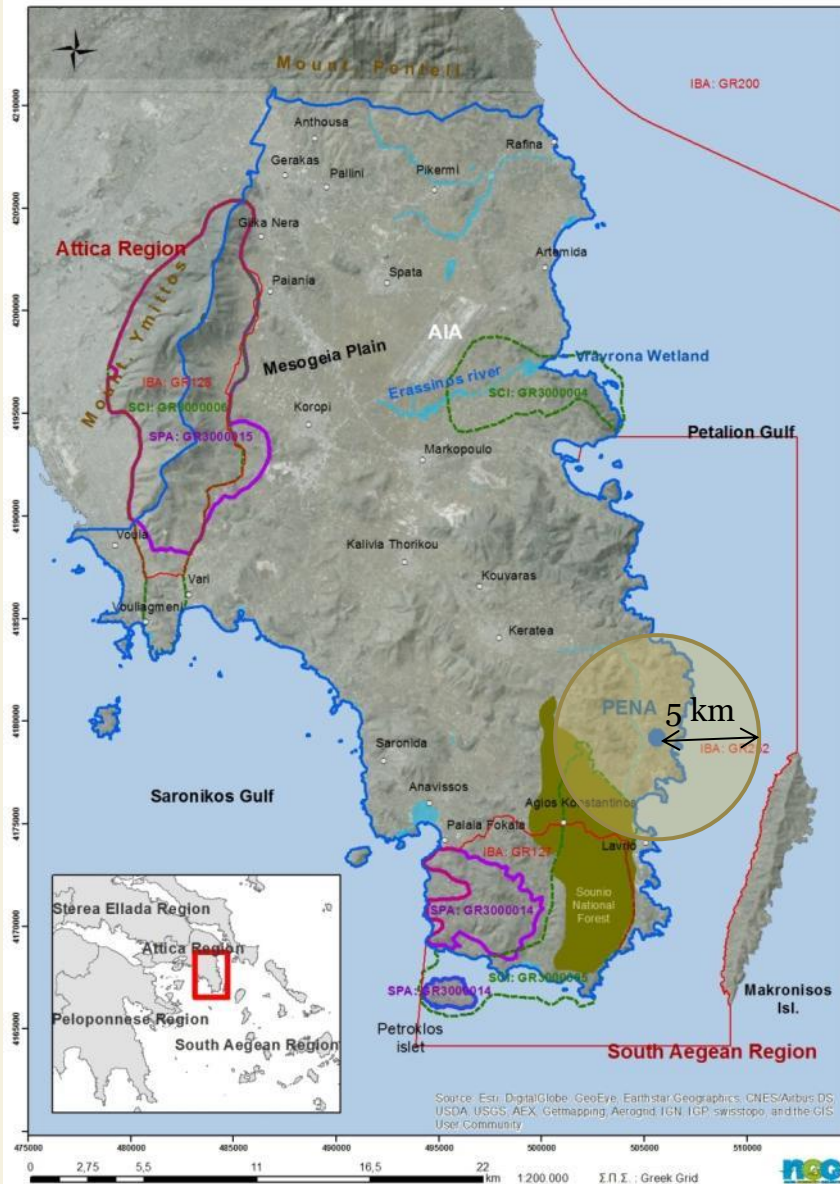 Mount. Penteli
IBA: GR200
4210000
Anthousa
Rafina
Gerakas
Pallini
Pikermi
4205000
Glika Nera
Attica Region
Artemida
Spata
Paiania
Mount. Ymittos
4200000
AIA
Mesogeia Plain
Vravrona Wetland
Erassinos river
IBA: GR126
SCI: GR3000004
SCI: GR3000006
4195000
Koropi
SPA: GR3000015
Petalion Gulf
Markopoulo
4190000
Voula
Kalivia Thorikou
Kouvaras
Vari
Vouliagmeni
4185000
Keratea
4180000
PENA
5 km
IBA: GR252
Saronida
Saronikos Gulf
Anavissos
Agios Konstantinos
4175000
Palaia Fokaia
Lavrio
IBA: GR127
Sounio
National
Forest
SPA: GR3000014
Sterea Ellada Region
4170000
Attica Region
SCI: GR3000005
SPA: GR3000014
Makronisos
Isl.
Peloponnese Region
4165000
Petroklos
islet
South Aegean Region
South Aegean Region
Source: Esri, DigitalGlobe, GeoEye, Earthstar Geographics, CNES/Airbus DS,
USDA, USGS, AEX, Getmapping, Aerogrid, IGN, IGP, swisstopo, and the GIS
User Community
475000 480000 485000 490000 495000 500000 505000 510000
0 2,75 5,5 11 16,5 22
km 1:200.000 Σ.Π.Σ. : Greek Grid